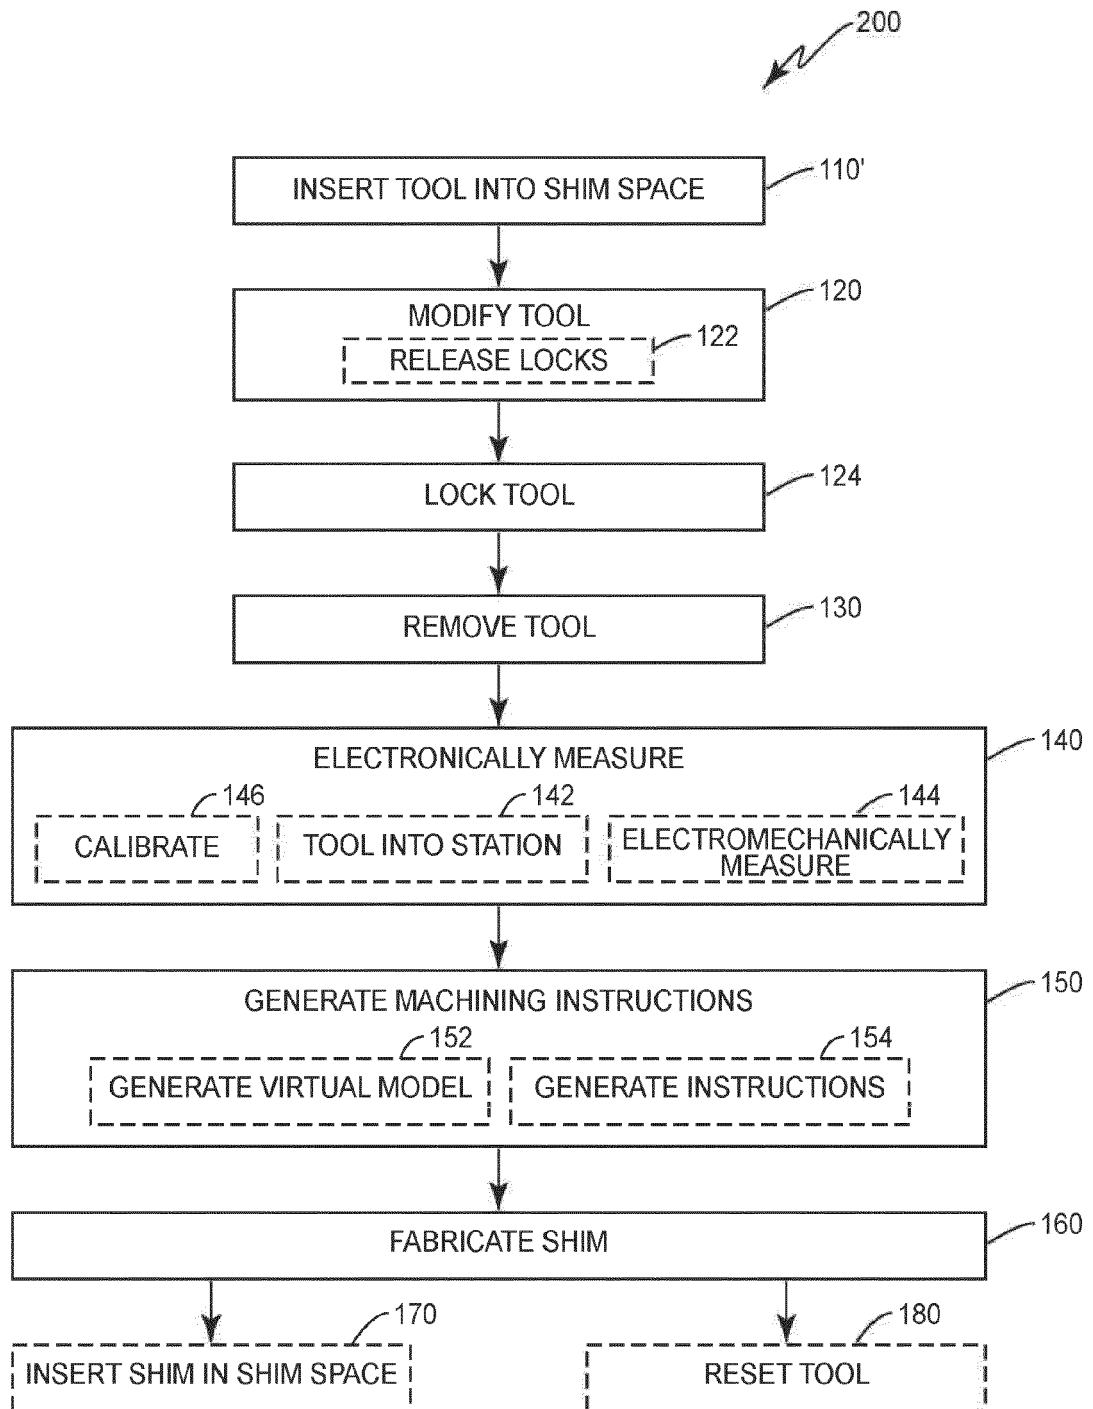 200
INSERT TOOL INTO SHIM SPACE
110'
MODIFY TOOL
120
RELEASE LOCKS
122
LOCK TOOL
124
REMOVE TOOL
130
ELECTRONICALLY MEASURE
140
146
CALIBRATE
142
TOOL INTO STATION
144
ELECTROMECHANICALLY
MEASURE
GENERATE MACHINING INSTRUCTIONS
150
152
GENERATE VIRTUAL MODEL
154
GENERATE INSTRUCTIONS
FABRICATE SHIM
160
170
INSERT SHIM IN SHIM SPACE
180
RESET TOOL